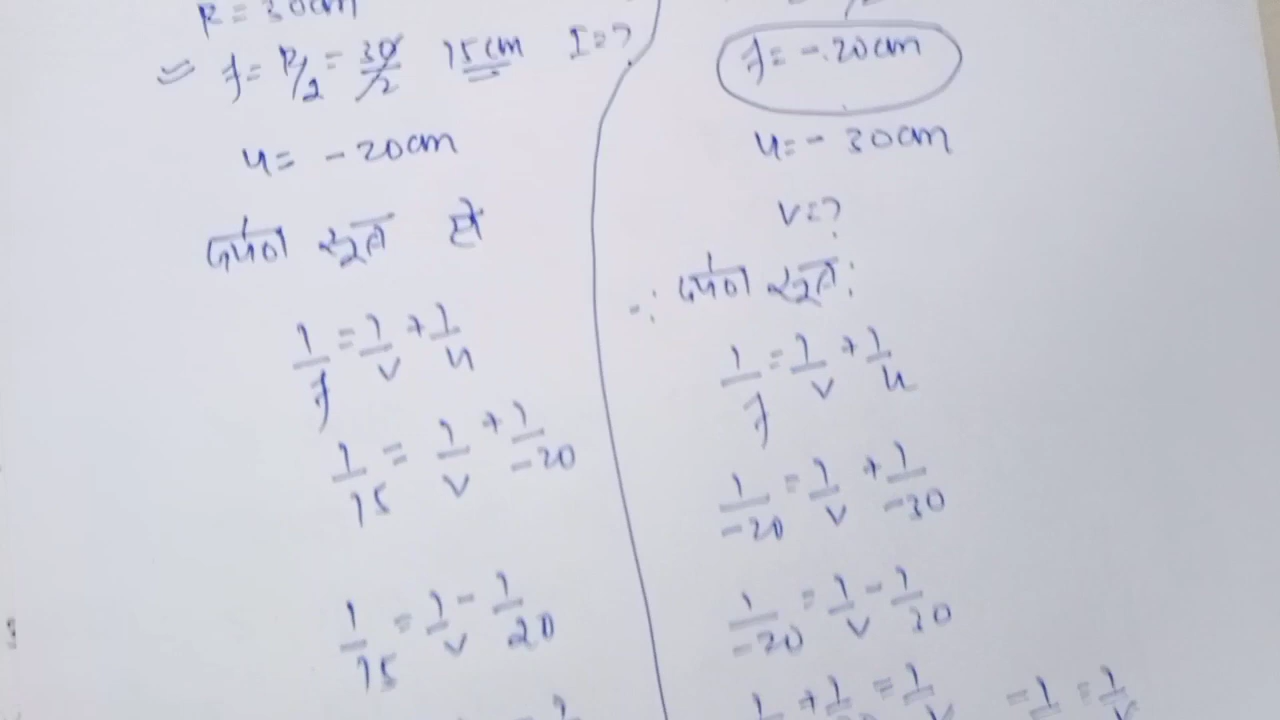 R = 30cm
f = R/2 = 30/2 15cm I = ?
u = - 20cm
दर्पण सूत्र से
1/f = 1/v + 1/u
1/15 = 1/v + 1/-20
1/15 = 1/v - 1/20
f = - 20cm
u = - 30cm
v = ?
∴ दर्पण सूत्र :
1/f = 1/v + 1/u
1/-20 = 1/v + 1/-30
1/-20 = 1/v - 1/30